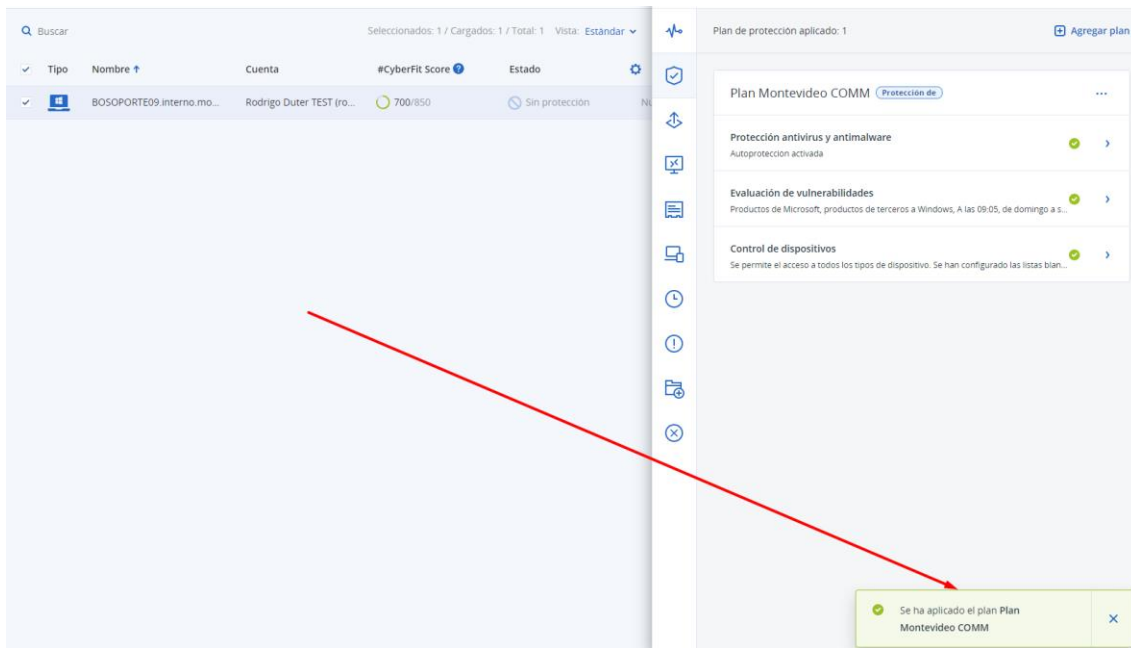 Buscar
Seleccionados: 1 / Cargados: 1 / Total: 1 Vista: Estándar
Tipo Nombre Cuenta #CyberFit Score Estado
BOSOPORTE09.interno.mo... Rodrigo Duter TEST (ro... 700/850 Sin protección
Plan de protección aplicado: 1
Agregar plan
Plan Montevideo COMM Protección de
Protección antivirus y antimalware
Autoprotección activada
Evaluación de vulnerabilidades
Productos de Microsoft, productos de terceros a Windows, A las 09:05, de domingo a s...
Control de dispositivos
Se permite el acceso a todos los tipos de dispositivo. Se han configurado las listas blan...
Se ha aplicado el plan Plan
Montevideo COMM